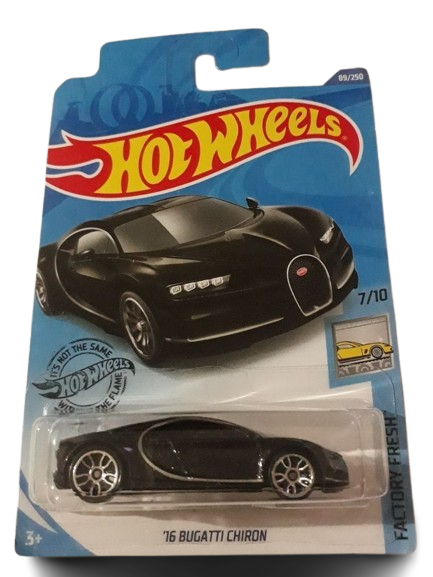 89/250
HOT WHEELS
7/10
IT'S NOT THE SAME
HOT WHEELS
THE FLAME
FACTORY FRESH
'16 BUGATTI CHIRON
3+